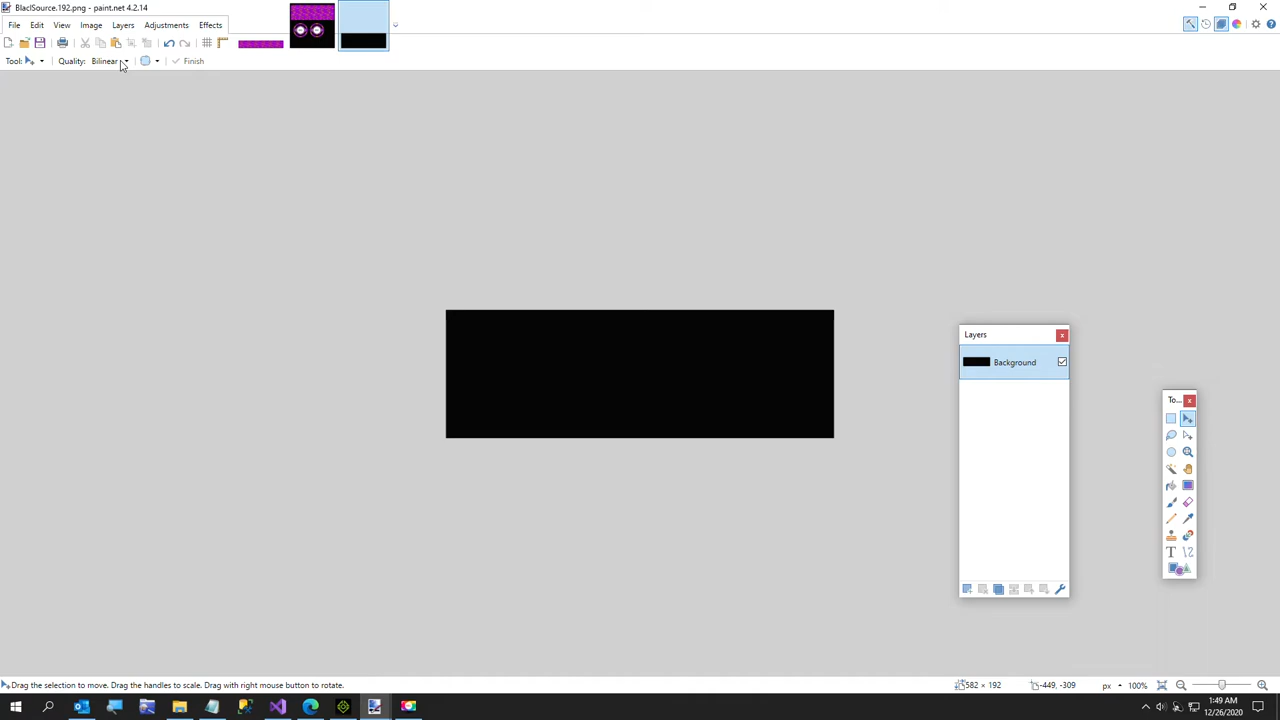 BlaclSource.192.png - paint.net 4.2.14
File Edit View Image Layers Adjustments Effects
Tool: Quality: Bilinear Finish
Layers
Background
To...
Drag the selection to move. Drag the handles to scale. Drag with right mouse button to rotate.
582 × 192 -449, -309 px 100%
1:49 AM
12/26/2020